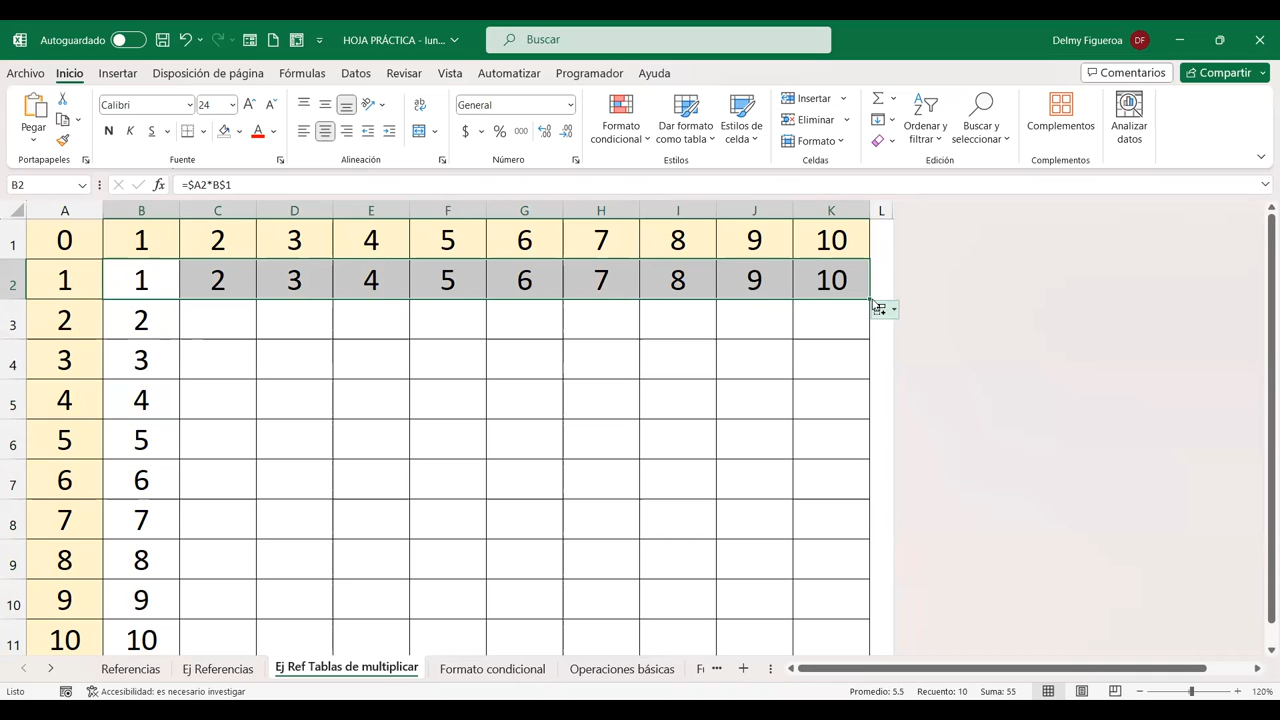 Autoguardado
HOJA PRÁCTICA - lun...
Buscar
Delmy Figueroa DF
Archivo Inicio Insertar Disposición de página Fórmulas Datos Revisar Vista Automatizar Programador Ayuda
Comentarios Compartir
Pegar
Portapapeles
Calibri 24
N K S
Fuente
Alineación
General
$ % 000
Número
Formato condicional
Dar formato como tabla
Estilos de celda
Estilos
Insertar
Eliminar
Formato
Celdas
Ordenar y filtrar
Buscar y seleccionar
Edición
Complementos
Complementos
Analizar datos
B2 fx =$A2*B$1
A B C D E F G H I J K L
1 0 1 2 3 4 5 6 7 8 9 10
2 1 1 2 3 4 5 6 7 8 9 10
3 2 2
4 3 3
5 4 4
6 5 5
7 6 6
8 7 7
9 8 8
10 9 9
11 10 10
Referencias Ej Referencias Ej Ref Tablas de multiplicar Formato condicional Operaciones básicas
Listo Accesibilidad: es necesario investigar Promedio: 5.5 Recuento: 10 Suma: 55 120%